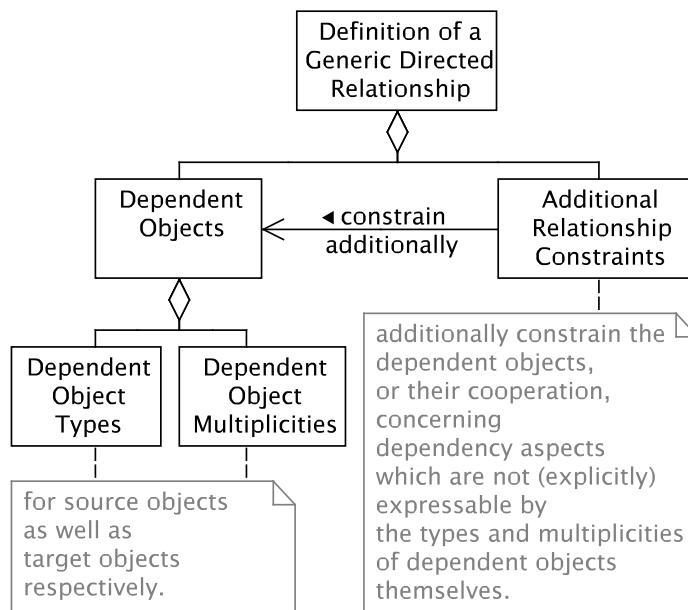 Definition of a
Generic Directed
Relationship
Dependent
Objects
◄ constrain
additionally
Additional
Relationship
Constraints
Dependent
Object
Types
Dependent
Object
Multiplicities
additionally constrain the
dependent objects,
or their cooperation,
concerning
dependency aspects
which are not (explicitly)
expressable by
the types and multiplicities
of dependent objects
themselves.
for source objects
as well as
target objects
respectively.